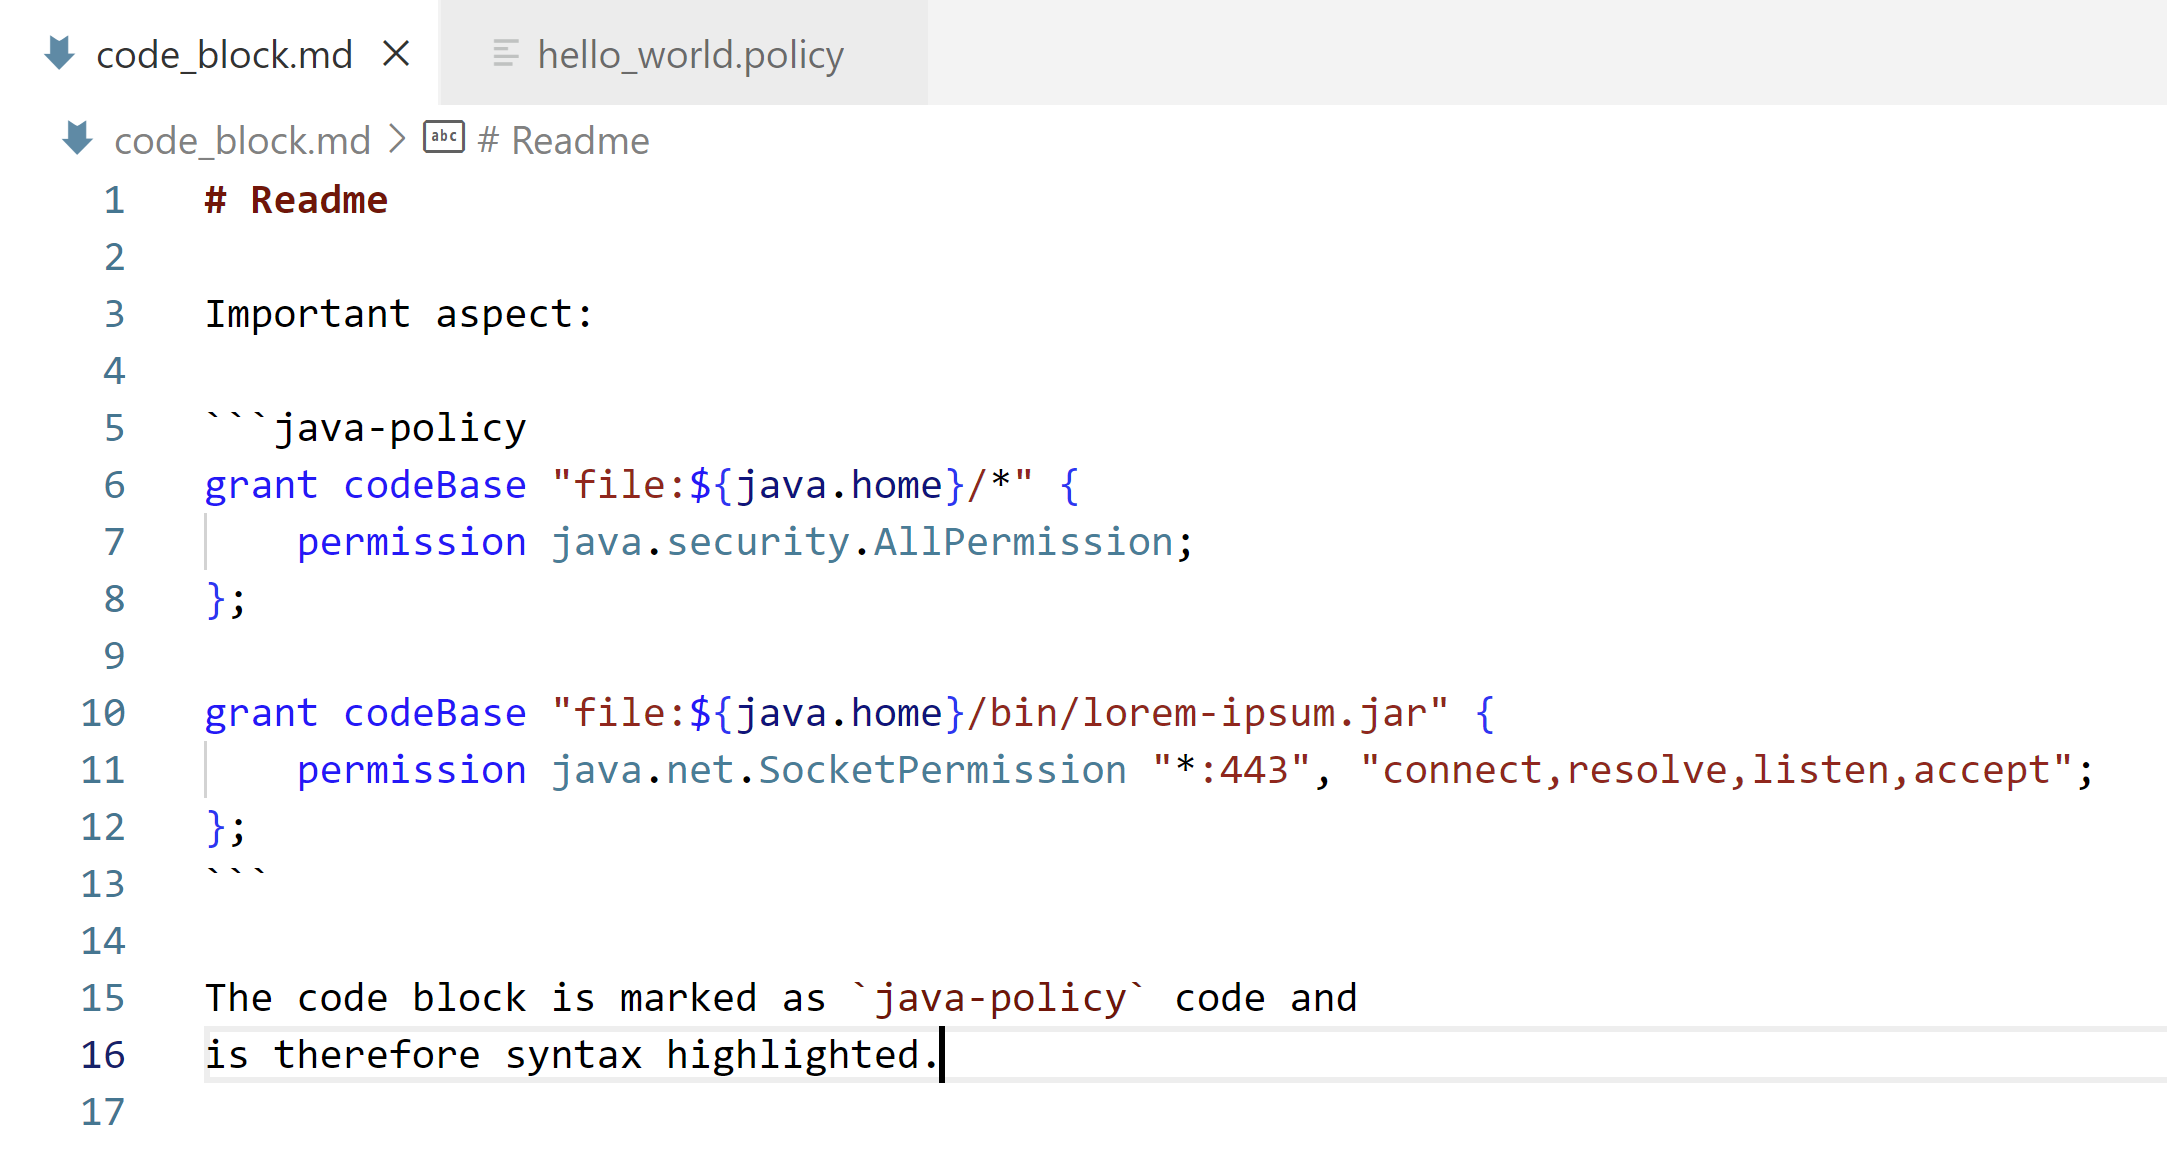 code_block.md
hello_world.policy
code_block.md > abc # Readme
1 # Readme
2
3 Important aspect:
4
5 ```java-policy
6 grant codeBase "file:${java.home}/*" {
7     permission java.security.AllPermission;
8 };
9
10 grant codeBase "file:${java.home}/bin/lorem-ipsum.jar" {
11     permission java.net.SocketPermission "*:443", "connect,resolve,listen,accept";
12 };
13 ```
14
15 The code block is marked as `java-policy` code and
16 is therefore syntax highlighted.
17